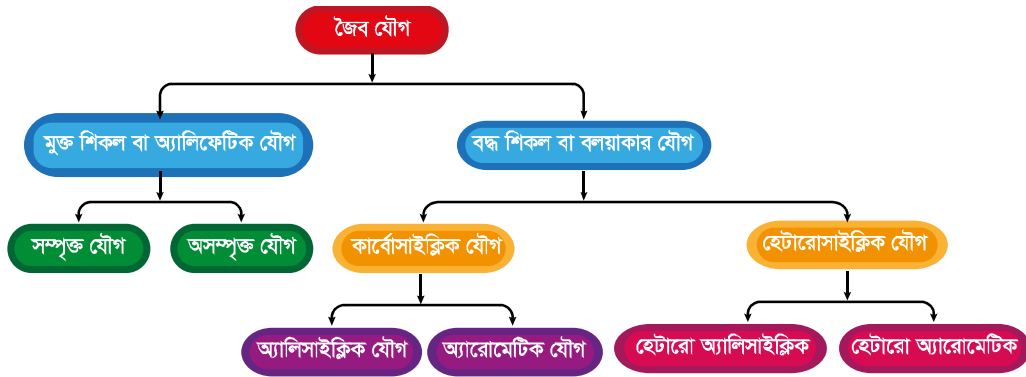 জৈব যৌগ
মুক্ত শিকল বা অ্যালিফেটিক যৌগ
বদ্ধ শিকল বা বলয়াকার যৌগ
সম্পৃক্ত যৌগ
অসম্পৃক্ত যৌগ
কার্বোসাইক্লিক যৌগ
হেটারোসাইক্লিক যৌগ
অ্যালিসাইক্লিক যৌগ
অ্যারোমেটিক যৌগ
হেটারো অ্যালিসাইক্লিক
হেটারো অ্যারোমেটিক